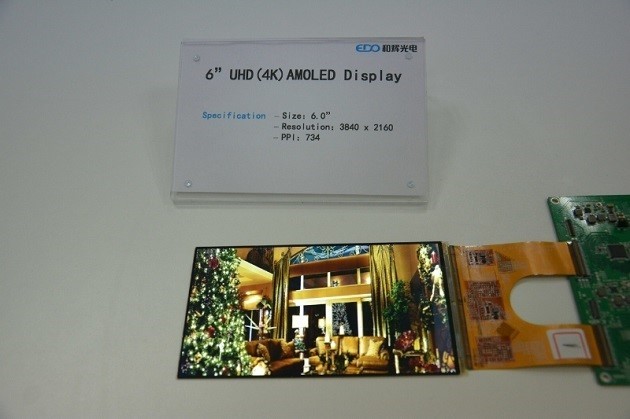 EDO 和辉光电
6” UHD(4K)AMOLED Display
Specification - Size: 6.0”
- Resolution: 3840 x 2160
- PPI: 734